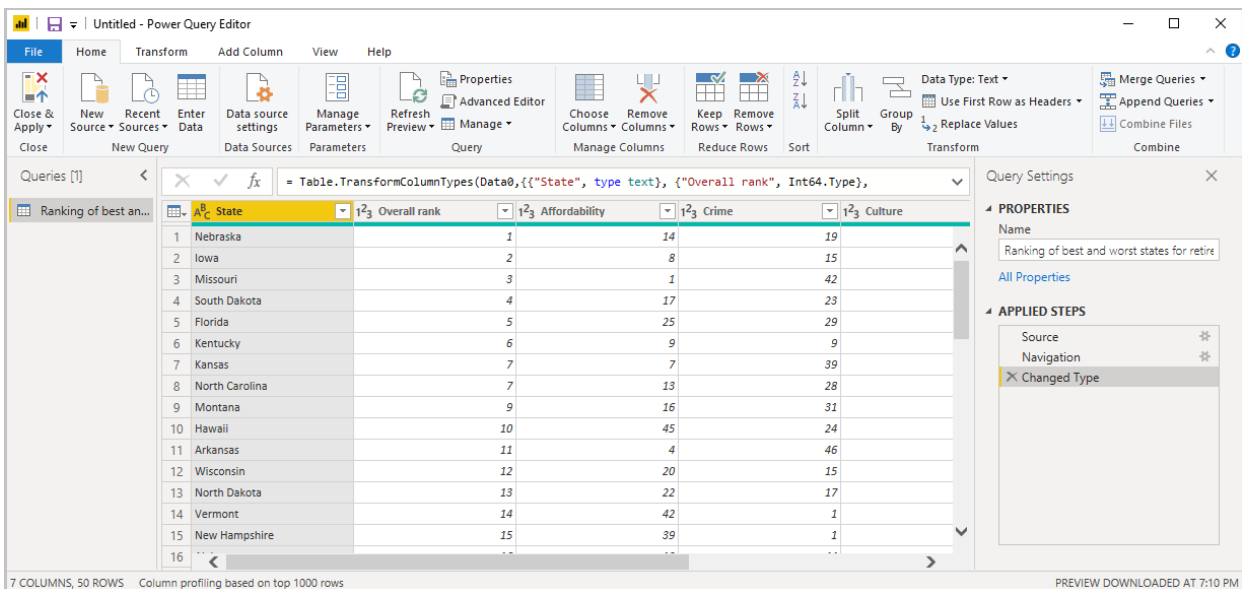 Untitled - Power Query Editor
File Home Transform Add Column View Help
Close & Apply
New Source
Recent Sources
Enter Data
Data source settings
Manage Parameters
Refresh Preview
Properties
Advanced Editor
Manage
Choose Columns
Remove Columns
Keep Rows
Remove Rows
Split Column
Group By
Data Type: Text
Use First Row as Headers
Replace Values
Merge Queries
Append Queries
Combine Files
Close New Query Data Sources Parameters Query Manage Columns Reduce Rows Sort Transform Combine
Queries [1]
Ranking of best an...
fx = Table.TransformColumnTypes(Data0,{{"State", type text}, {"Overall rank", Int64.Type},
State Overall rank Affordability Crime Culture
1 Nebraska 1 14 19
2 Iowa 2 8 15
3 Missouri 3 1 42
4 South Dakota 4 17 23
5 Florida 5 25 29
6 Kentucky 6 9 9
7 Kansas 7 7 39
8 North Carolina 7 13 28
9 Montana 9 16 31
10 Hawaii 10 45 24
11 Arkansas 11 4 46
12 Wisconsin 12 20 15
13 North Dakota 13 22 17
14 Vermont 14 42 1
15 New Hampshire 15 39 1
16
Query Settings
PROPERTIES
Name
Ranking of best and worst states for retire
All Properties
APPLIED STEPS
Source
Navigation
Changed Type
7 COLUMNS, 50 ROWS Column profiling based on top 1000 rows
PREVIEW DOWNLOADED AT 7:10 PM